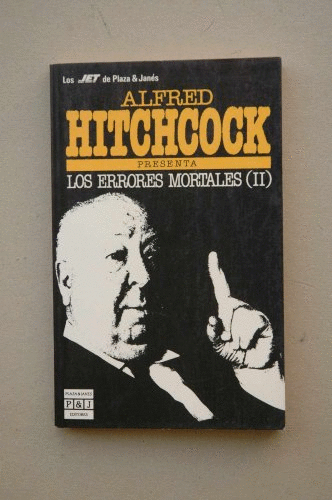 Los JET de Plaza & Janés
ALFRED
HITCHCOCK
PRESENTA
LOS ERRORES MORTALES (II)
PLAZA & JANES
P & J
EDITORES